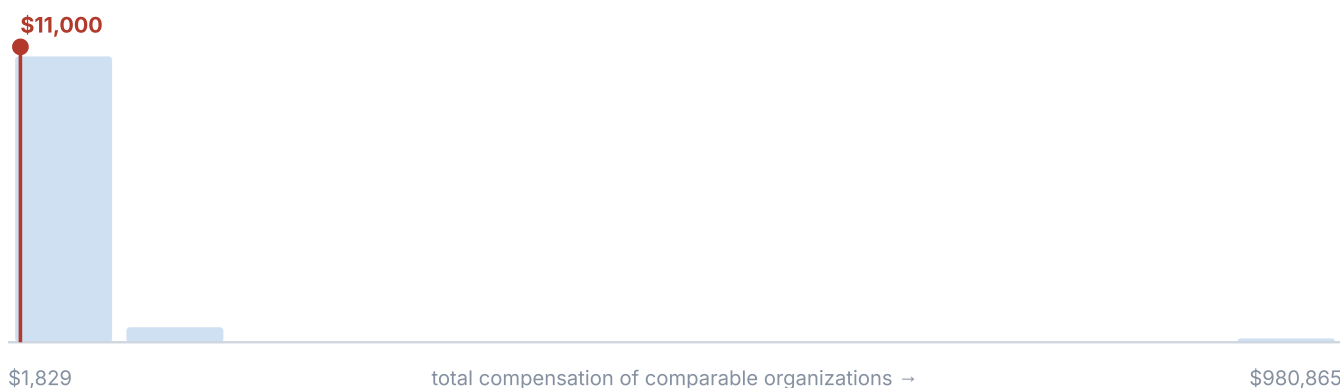 $11,000
$1,829
total compensation of comparable organizations →
$980,865